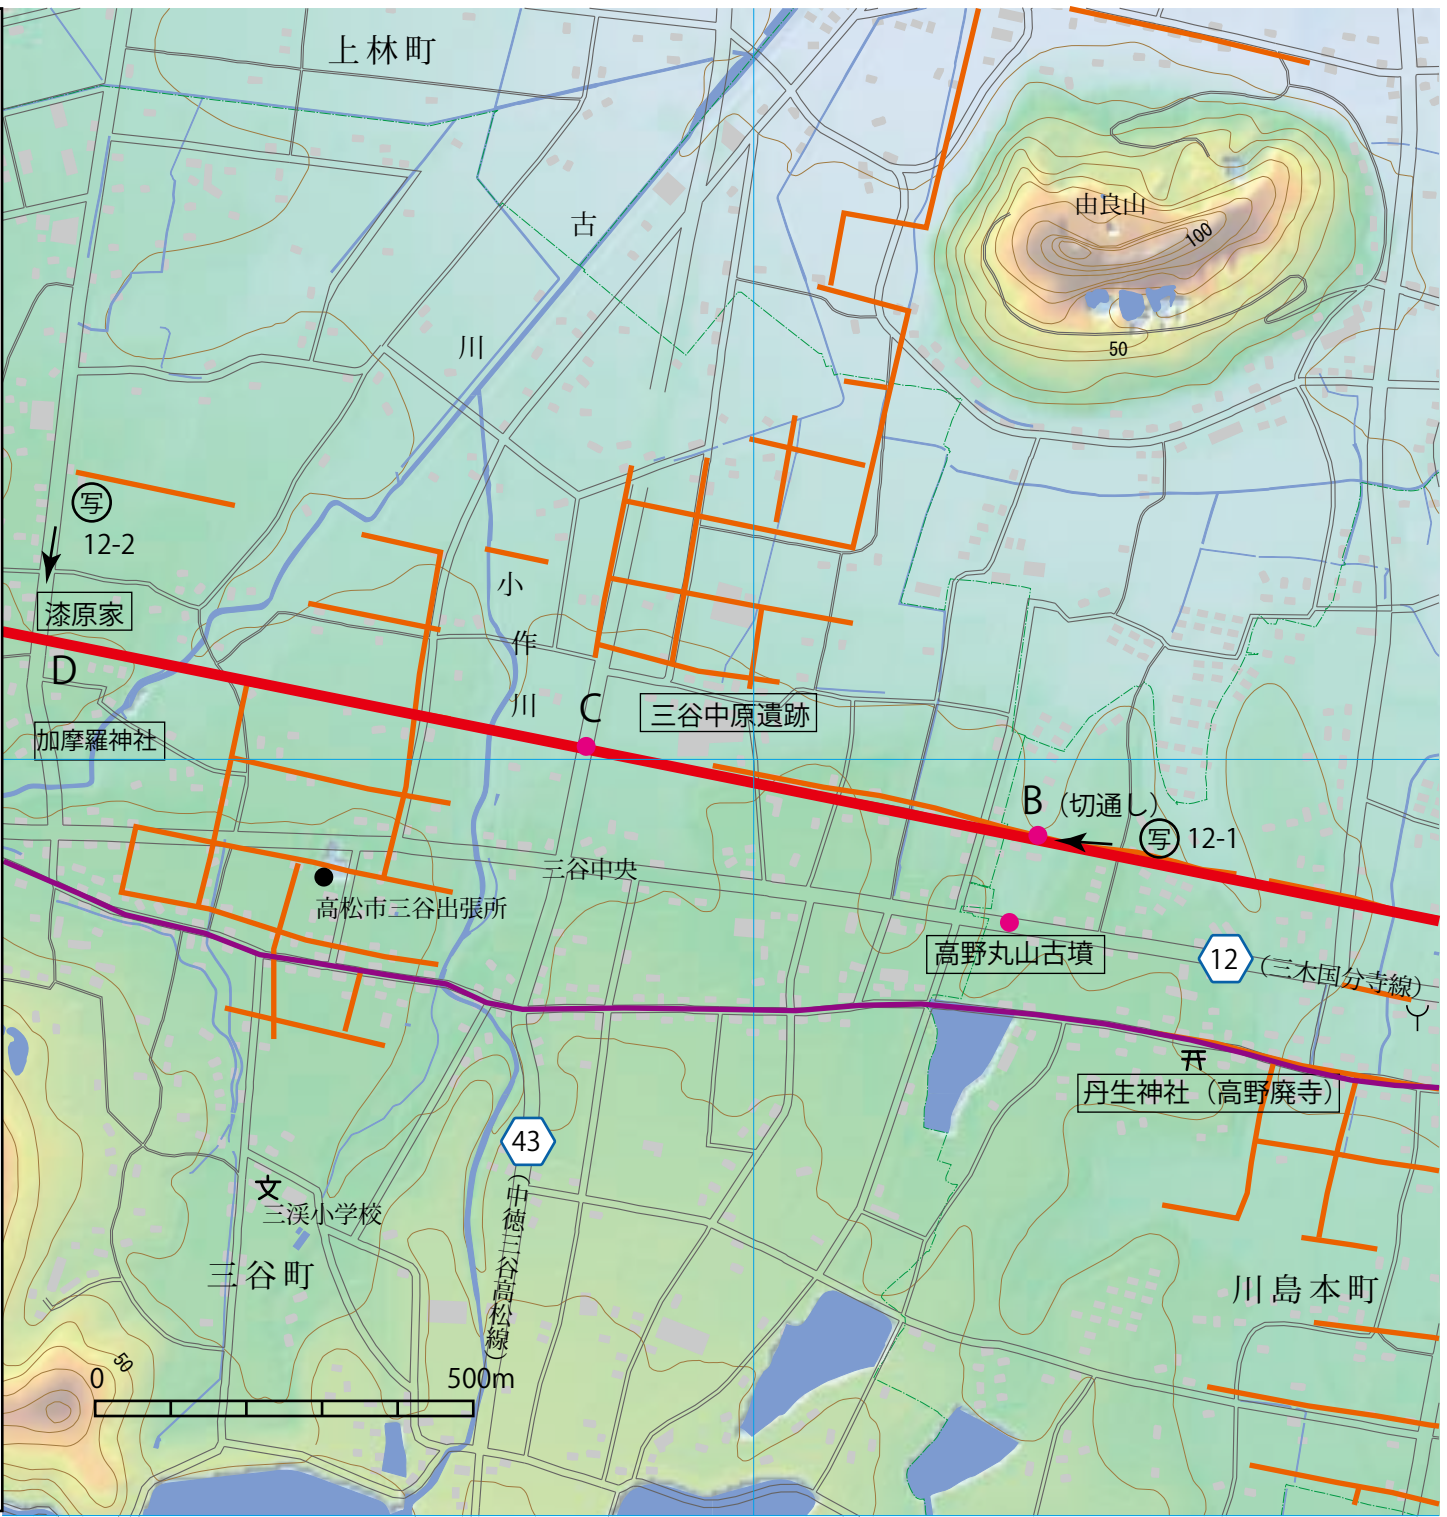 上林町
由良山
100
50
古
川
写
12-2
漆原家
D
加摩羅神社
小
作
川
C
三谷中原遺跡
B（切通し）
写 12-1
三谷中央
高松市三谷出張所
高野丸山古墳
12
（三木国分寺線）
丹生神社（高野廃寺）
43
（中徳三谷高松線）
文
三渓小学校
三谷町
川島本町
50
0
500m